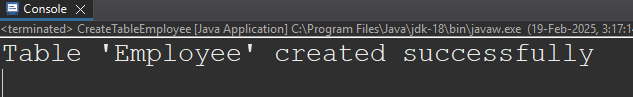 Console
<terminated> CreateTableEmployee [Java Application] C:\Program Files\Java\jdk-18\bin\javaw.exe (19-Feb-2025, 3:17:1
Table 'Employee' created successfully